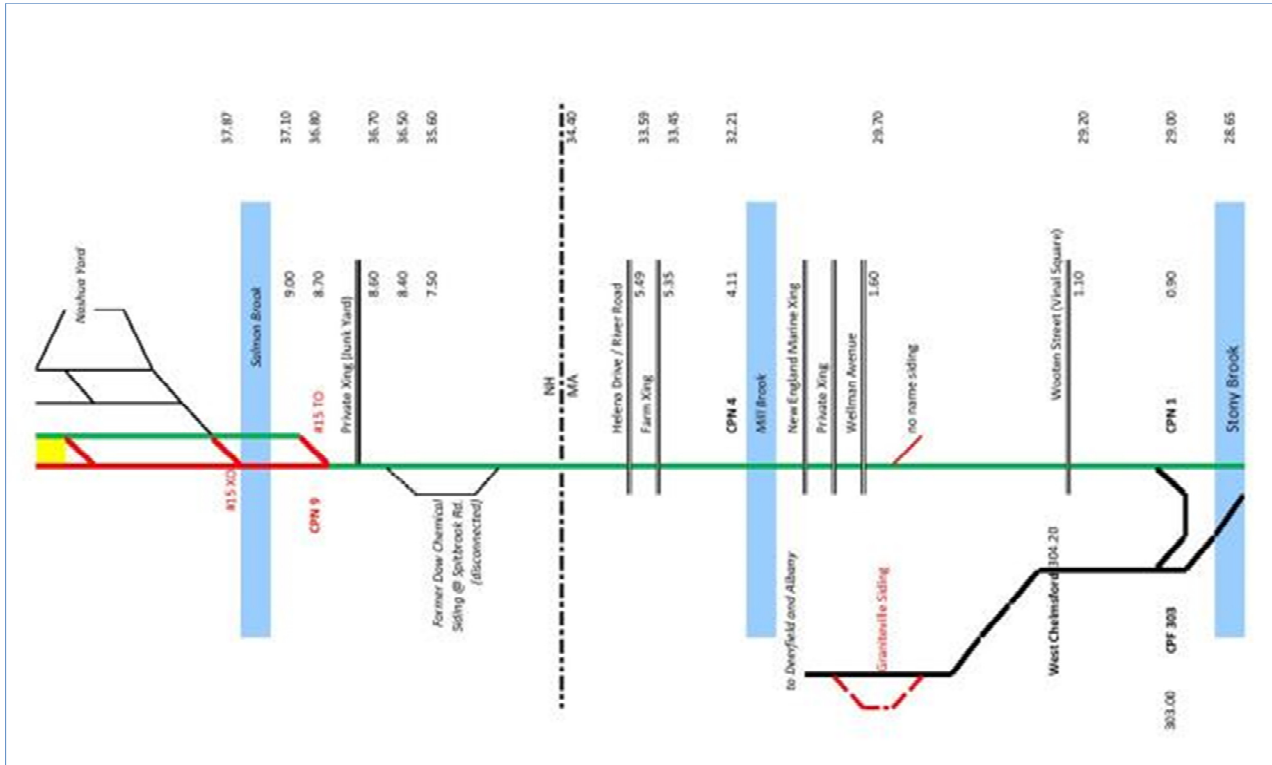 37.87
37.10
36.80
36.70
36.50
35.60
34.40
33.59
33.45
32.21
29.70
29.20
29.00
28.65
Nashua Yard
Salmon Brook
9.00
8.70
Private Xing (Junk Yard)
8.60
8.40
7.50
#15 TO
#15 XO
CPN 9
Former Dow Chemical
Siding @ Spitbrook Rd.
(disconnected)
NH
MA
Helena Drive / River Road
5.49
Farm Xing
5.35
4.11
CPN 4
Mill Brook
New England Marine Xing
Private Xing
Wellman Avenue
1.60
no name siding
Wootan Street (Vinal Square)
1.10
0.90
CPN 1
Stony Brook
to Deerfield and Albany
Graniteville Siding
West Chelmsford 304.20
CPF 303
303.00